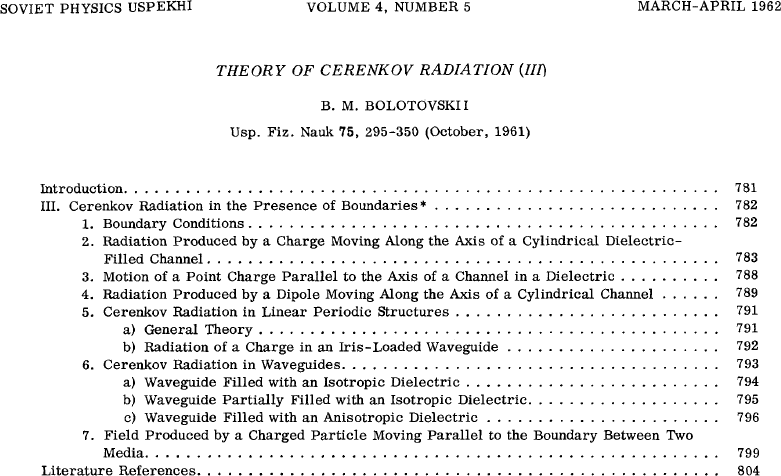 SOVIET PHYSICS USPEKHI VOLUME 4, NUMBER 5 MARCH-APRIL 1962
THEORY OF CERENKOV RADIATION (III)
B. M. BOLOTOVSKII
Usp. Fiz. Nauk 75, 295-350 (October, 1961)
Introduction. . . . . . . . . . . . . . . . . . . . . . . . . . . . . . . . . . . . . . . . 781
III. Cerenkov Radiation in the Presence of Boundaries* . . . . . . . . . . . . . . . . . . . . 782
1. Boundary Conditions . . . . . . . . . . . . . . . . . . . . . . . . . . . . . . . . 782
2. Radiation Produced by a Charge Moving Along the Axis of a Cylindrical Dielectric-
Filled Channel . . . . . . . . . . . . . . . . . . . . . . . . . . . . . . . . . . . 783
3. Motion of a Point Charge Parallel to the Axis of a Channel in a Dielectric . . . . . . . . . 788
4. Radiation Produced by a Dipole Moving Along the Axis of a Cylindrical Channel . . . . . . 789
5. Cerenkov Radiation in Linear Periodic Structures . . . . . . . . . . . . . . . . . . . 791
a) General Theory . . . . . . . . . . . . . . . . . . . . . . . . . . . . . . . . . 791
b) Radiation of a Charge in an Iris-Loaded Waveguide . . . . . . . . . . . . . . . . 792
6. Cerenkov Radiation in Waveguides. . . . . . . . . . . . . . . . . . . . . . . . . . 793
a) Waveguide Filled with an Isotropic Dielectric . . . . . . . . . . . . . . . . . . . 794
b) Waveguide Partially Filled with an Isotropic Dielectric. . . . . . . . . . . . . . . 795
c) Waveguide Filled with an Anisotropic Dielectric . . . . . . . . . . . . . . . . . . 796
7. Field Produced by a Charged Particle Moving Parallel to the Boundary Between Two
Media. . . . . . . . . . . . . . . . . . . . . . . . . . . . . . . . . . . . . . . . 799
Literature References. . . . . . . . . . . . . . . . . . . . . . . . . . . . . . . . . . . 804